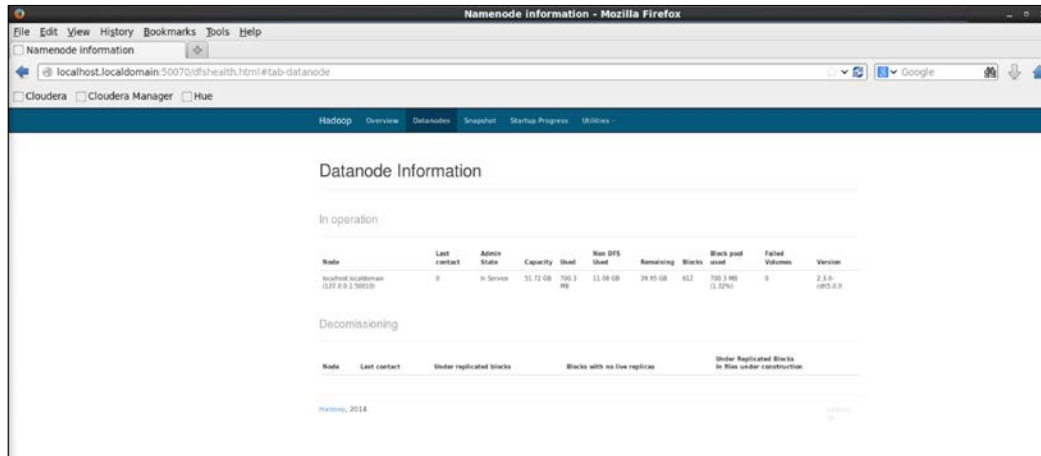 Namenode information - Mozilla Firefox
File Edit View History Bookmarks Tools Help
Namenode information
localhost.localdomain:50070/dfshealth.html#tab-datanode
Google
Cloudera Cloudera Manager Hue
Hadoop Overview Datanodes Snapshot Startup Progress Utilities
Datanode Information
In operation
Node Last contact Admin State Capacity Used Non DFS Used Remaining Blocks Block pool used Failed Volumes Version
localhost.localdomain (127.0.0.1:50010) 0 In Service 51.72 GB 700.3 MB 11.08 GB 39.95 GB 612 700.3 MB (1.32%) 0 2.3.0-cdh5.0.0
Decomissioning
Node Last contact Under replicated blocks Blocks with no live replicas Under Replicated Blocks In files under construction
Hadoop, 2014.